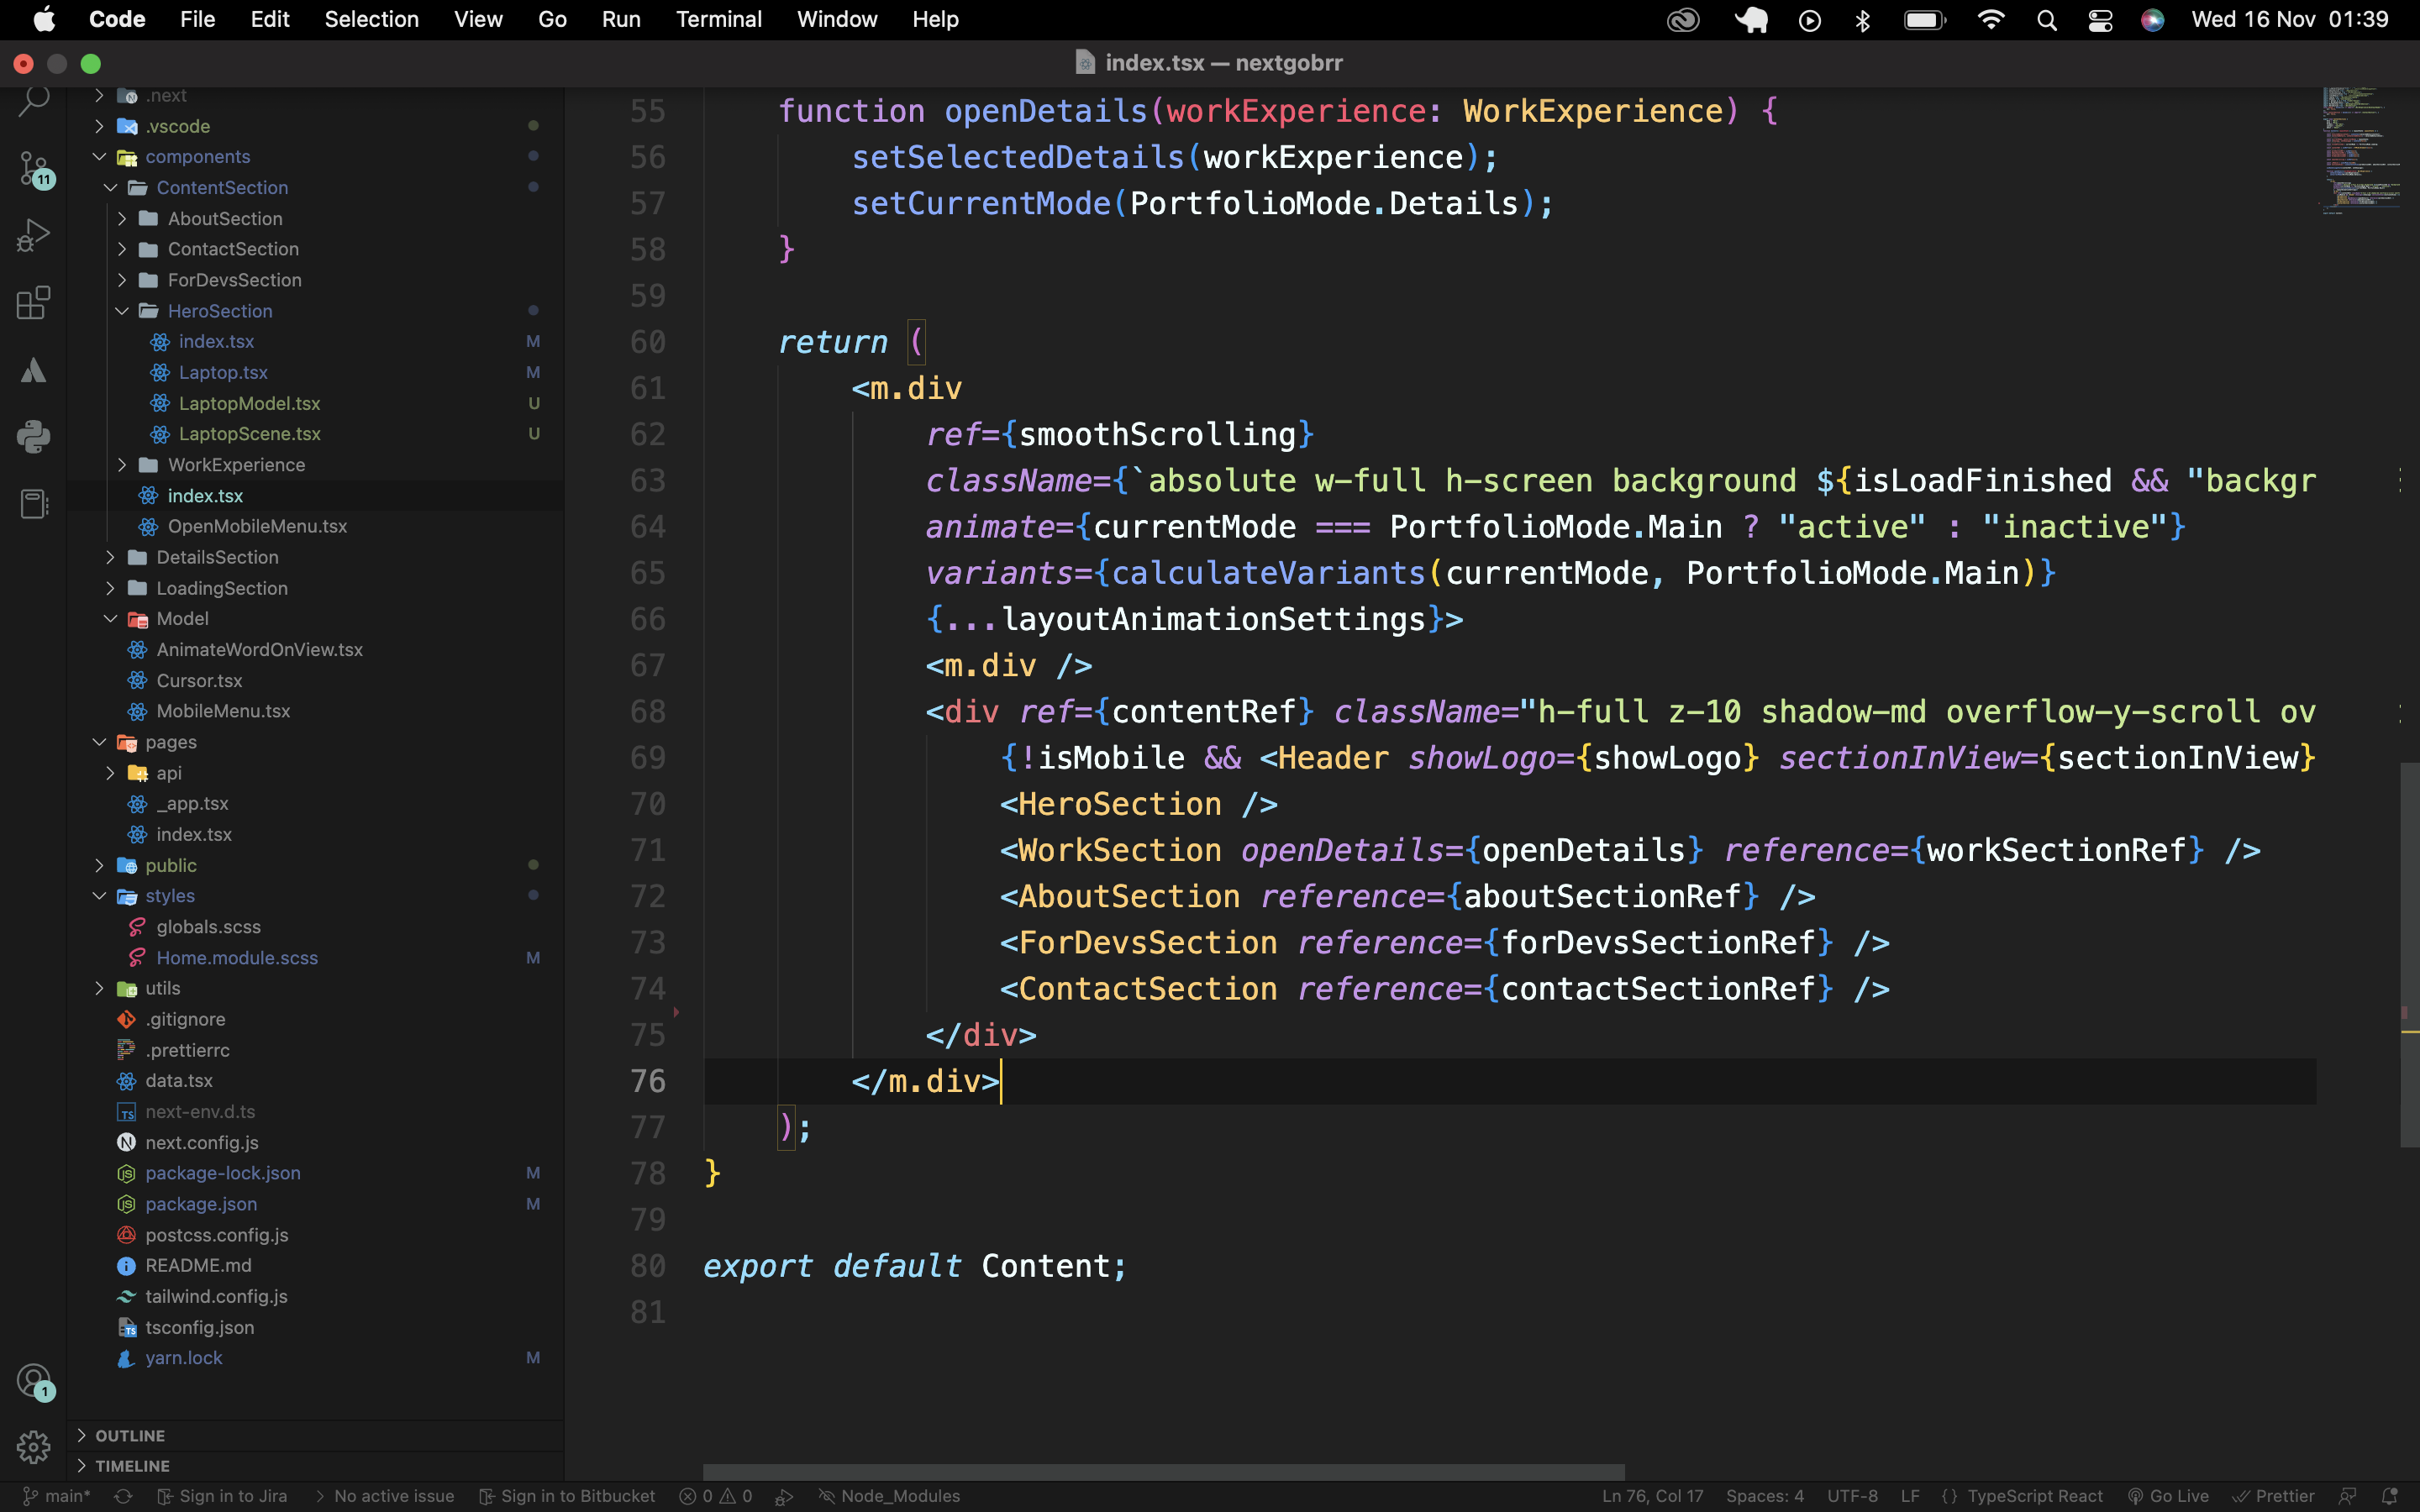 Code File Edit Selection View Go Run Terminal Window Help Wed 16 Nov 01:39
index.tsx — nextgobrr
.next
.vscode
components
ContentSection
AboutSection
ContactSection
ForDevsSection
HeroSection
index.tsx M
Laptop.tsx M
LaptopModel.tsx U
LaptopScene.tsx U
WorkExperience
index.tsx
OpenMobileMenu.tsx
DetailsSection
LoadingSection
Model
AnimateWordOnView.tsx
Cursor.tsx
MobileMenu.tsx
pages
api
_app.tsx
index.tsx
public
styles
globals.scss
Home.module.scss M
utils
.gitignore
.prettierrc
data.tsx
next-env.d.ts
next.config.js
package-lock.json M
package.json M
postcss.config.js
README.md
tailwind.config.js
tsconfig.json
yarn.lock M
OUTLINE
TIMELINE
11
1
55 function openDetails(workExperience: WorkExperience) {
56 setSelectedDetails(workExperience);
57 setCurrentMode(PortfolioMode.Details);
58 }
59
60 return (
61 <m.div
62 ref={smoothScrolling}
63 className={`absolute w-full h-screen background ${isLoadFinished && "backgr
64 animate={currentMode === PortfolioMode.Main ? "active" : "inactive"}
65 variants={calculateVariants(currentMode, PortfolioMode.Main)}
66 {...layoutAnimationSettings}>
67 <m.div />
68 <div ref={contentRef} className="h-full z-10 shadow-md overflow-y-scroll ov
69 {!isMobile && <Header showLogo={showLogo} sectionInView={sectionInView}
70 <HeroSection />
71 <WorkSection openDetails={openDetails} reference={workSectionRef} />
72 <AboutSection reference={aboutSectionRef} />
73 <ForDevsSection reference={forDevsSectionRef} />
74 <ContactSection reference={contactSectionRef} />
75 </div>
76 </m.div>
77 );
78 }
79
80 export default Content;
81
main* Sign in to Jira No active issue Sign in to Bitbucket 0 0 Node_Modules Ln 76, Col 17 Spaces: 4 UTF-8 LF {} TypeScript React Go Live Prettier